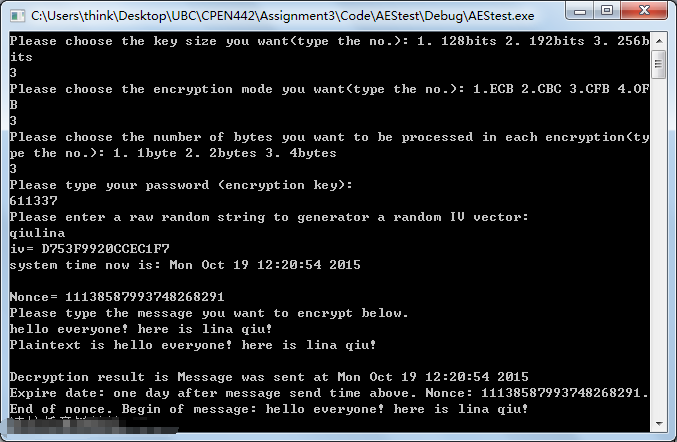 C:\Users\think\Desktop\UBC\CPEN442\Assignment3\Code\AEStest\Debug\AEStest.exe
Please choose the key size you want(type the no.): 1. 128bits 2. 192bits 3. 256b
its
3
Please choose the encryption mode you want(type the no.): 1.ECB 2.CBC 3.CFB 4.OF
B
3
Please choose the number of bytes you want to be processed in each encryption(ty
pe the no.): 1. 1byte 2. 2bytes 3. 4bytes
3
Please type your password (encryption key):
611337
Please enter a raw random string to generator a random IV vector:
qiulina
iv= D753F9920CCEC1F7
system time now is: Mon Oct 19 12:20:54 2015
Nonce= 11138587993748268291
Please type the message you want to encrypt below.
hello everyone! here is lina qiu!
Plaintext is hello everyone! here is lina qiu!
Decryption result is Message was sent at Mon Oct 19 12:20:54 2015
Expire date: one day after message send time above. Nonce: 11138587993748268291.
End of nonce. Begin of message: hello everyone! here is lina qiu!